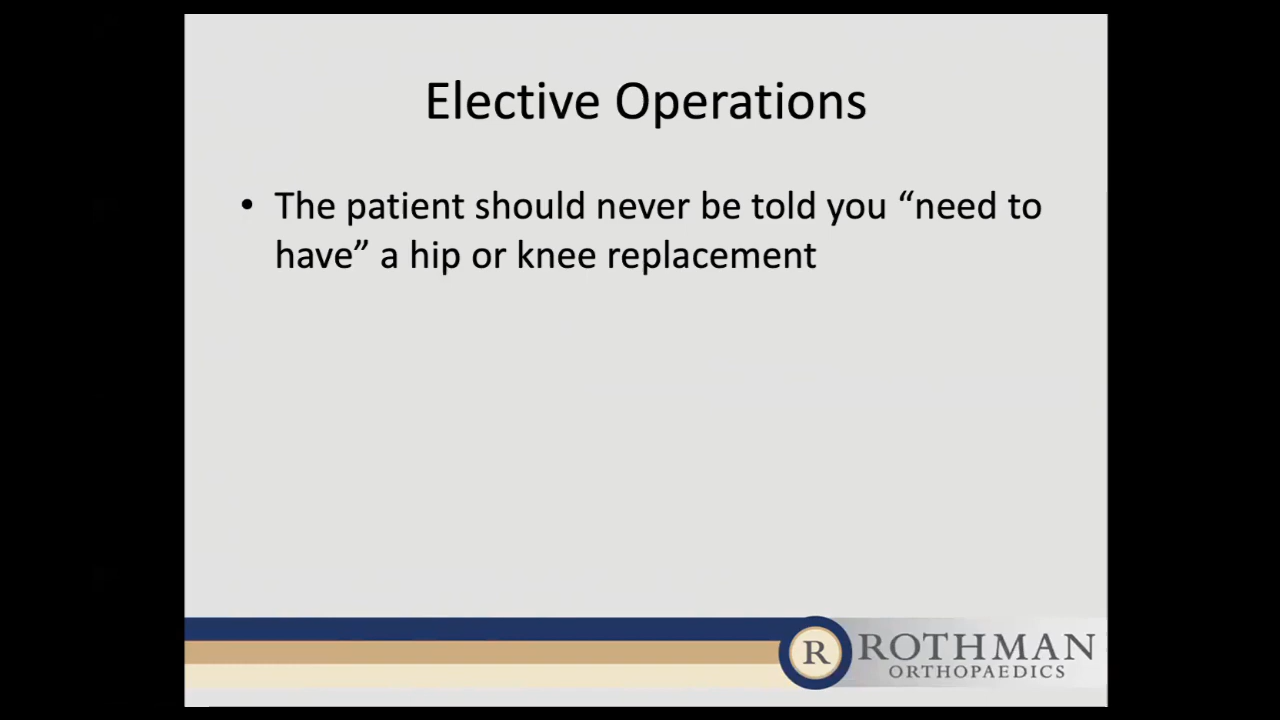 Elective Operations
• The patient should never be told you “need to
have” a hip or knee replacement
R ROTHMAN
ORTHOPAEDICS